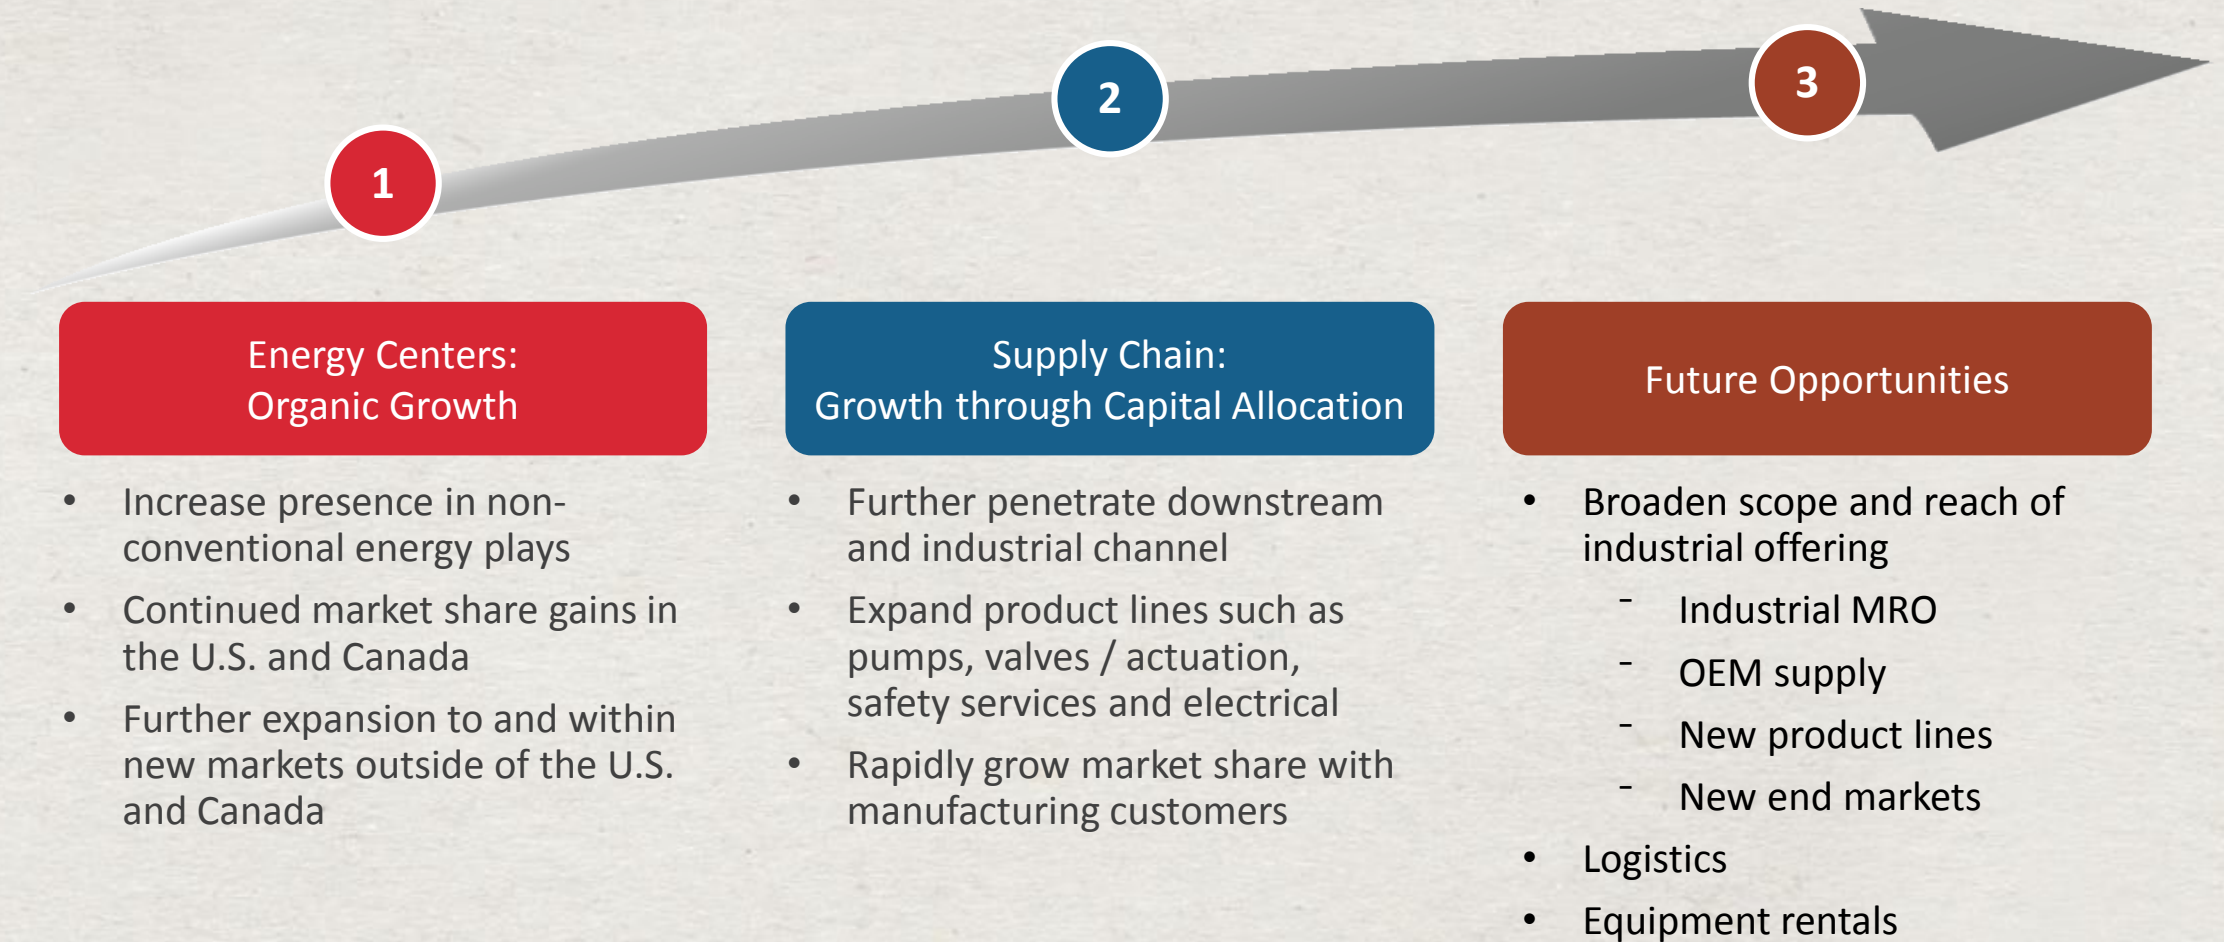 1
2
3
Energy Centers:
Organic Growth
• Increase presence in non-
conventional energy plays
• Continued market share gains in
the U.S. and Canada
• Further expansion to and within
new markets outside of the U.S.
and Canada
Supply Chain:
Growth through Capital Allocation
• Further penetrate downstream
and industrial channel
• Expand product lines such as
pumps, valves / actuation,
safety services and electrical
• Rapidly grow market share with
manufacturing customers
Future Opportunities
• Broaden scope and reach of
industrial offering
- Industrial MRO
- OEM supply
- New product lines
- New end markets
• Logistics
• Equipment rentals